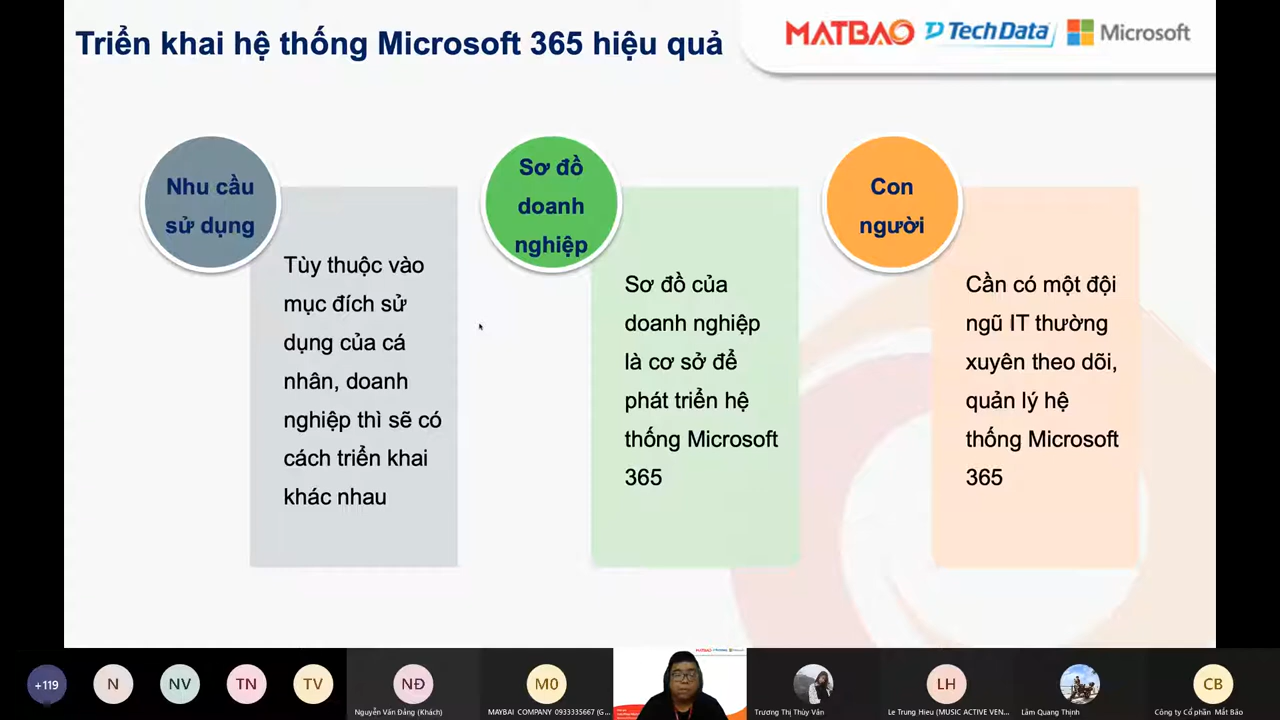 Triển khai hệ thống Microsoft 365 hiệu quả
MATBAO
TechData
Microsoft
Nhu cầu
sử dụng
Tùy thuộc vào
mục đích sử
dụng của cá
nhân, doanh
nghiệp thì sẽ có
cách triển khai
khác nhau
Sơ đồ
doanh
nghiệp
Sơ đồ của
doanh nghiệp
là cơ sở để
phát triển hệ
thống Microsoft
365
Con
người
Cần có một đội
ngũ IT thường
xuyên theo dõi,
quản lý hệ
thống Microsoft
365
+119
N
NV
TN
TV
NĐ
Nguyễn Văn Đảng (Khách)
M0
MAYBAI COMPANY 0933335667 (G...
Trương Thị Thùy Vân
LH
Le Trung Hieu (MUSIC ACTIVE VEN...
Lâm Quang Thịnh
CB
Công ty Cổ phần Mắt Bão